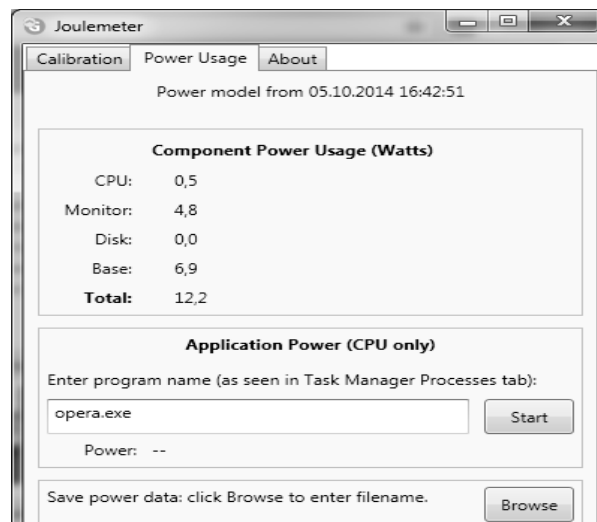 Joulemeter
Calibration Power Usage About
Power model from 05.10.2014 16:42:51
Component Power Usage (Watts)
CPU: 0,5
Monitor: 4,8
Disk: 0,0
Base: 6,9
Total: 12,2
Application Power (CPU only)
Enter program name (as seen in Task Manager Processes tab):
opera.exe Start
Power: --
Save power data: click Browse to enter filename. Browse